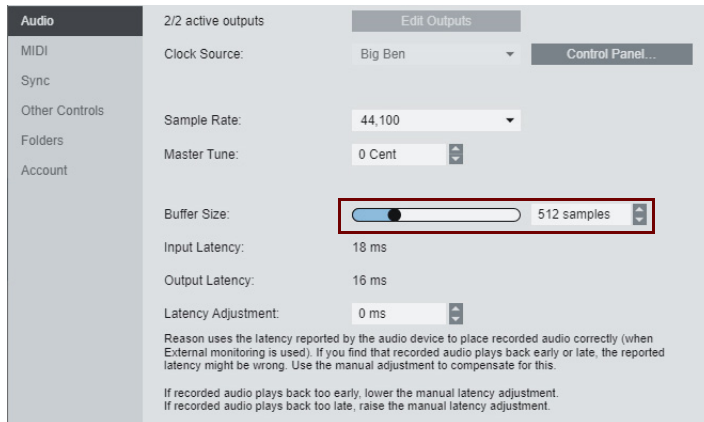 Audio
MIDI
Sync
Other Controls
Folders
Account
2/2 active outputs Edit Outputs
Clock Source: Big Ben Control Panel...
Sample Rate: 44,100
Master Tune: 0 Cent
Buffer Size: 512 samples
Input Latency: 18 ms
Output Latency: 16 ms
Latency Adjustment: 0 ms
Reason uses the latency reported by the audio device to place recorded audio correctly (when
External monitoring is used). If you find that recorded audio plays back early or late, the reported
latency might be wrong. Use the manual adjustment to compensate for this.
If recorded audio plays back too early, lower the manual latency adjustment.
If recorded audio plays back too late, raise the manual latency adjustment.